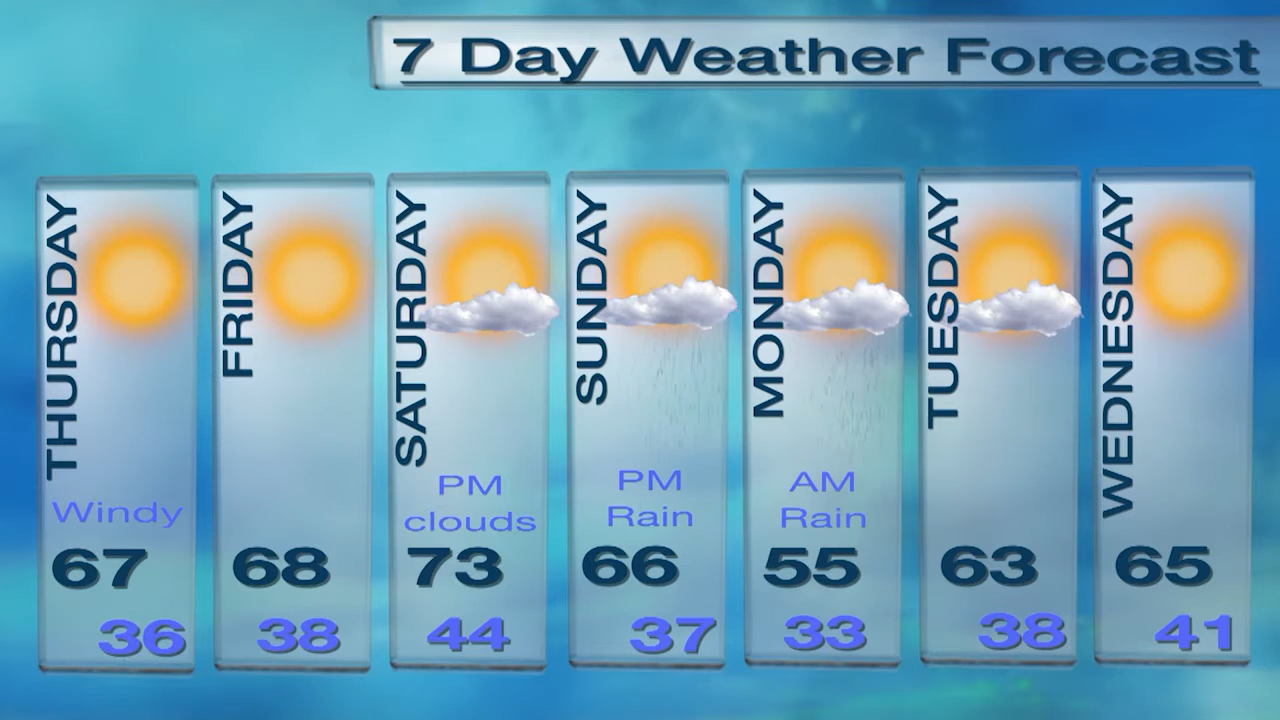 7 Day Weather Forecast
THURSDAY
Windy
67
36
FRIDAY
68
38
SATURDAY
PM
clouds
73
44
SUNDAY
PM
Rain
66
37
MONDAY
AM
Rain
55
33
TUESDAY
63
38
WEDNESDAY
65
41